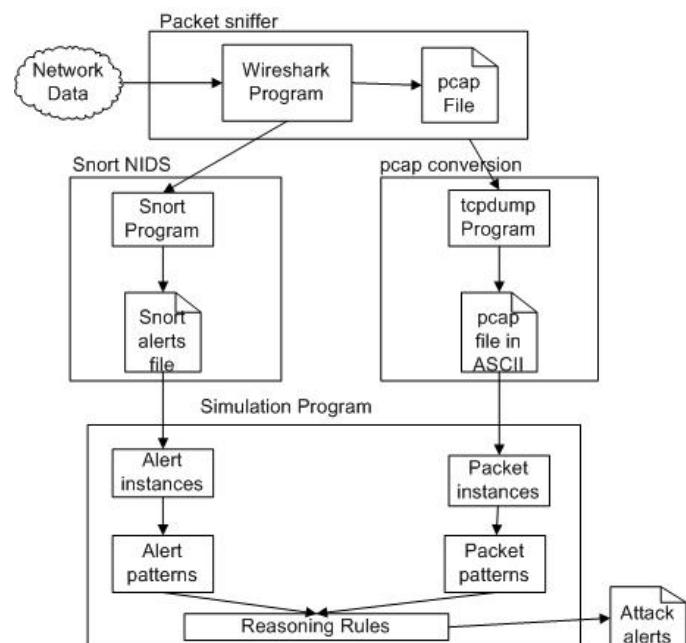 Packet sniffer
Network
Data
Wireshark
Program
pcap
File
Snort NIDS
pcap conversion
Snort
Program
tcpdump
Program
Snort
alerts
file
pcap
file in
ASCII
Simulation Program
Alert
instances
Packet
instances
Alert
patterns
Packet
patterns
Reasoning Rules
Attack
alerts